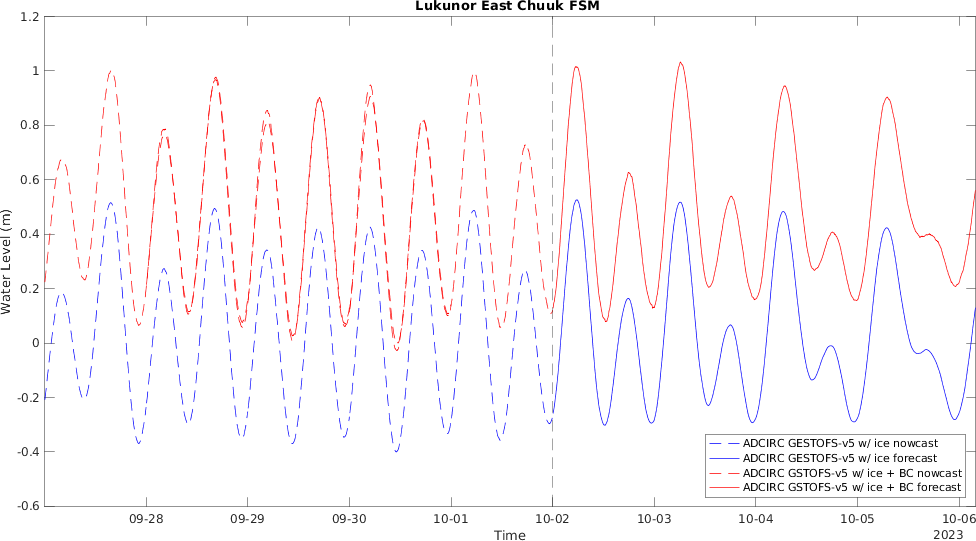 Lukunor East Chuuk FSM
1.2
1
0.8
0.6
0.4
0.2
0
-0.2
-0.4
-0.6
Water Level (m)
ADCIRC GESTOFS-v5 w/ ice nowcast
ADCIRC GESTOFS-v5 w/ ice forecast
ADCIRC GSTOFS-v5 w/ ice + BC nowcast
ADCIRC GSTOFS-v5 w/ ice + BC forecast
09-28 09-29 09-30 10-01 10-02 10-03 10-04 10-05 10-06
Time 2023